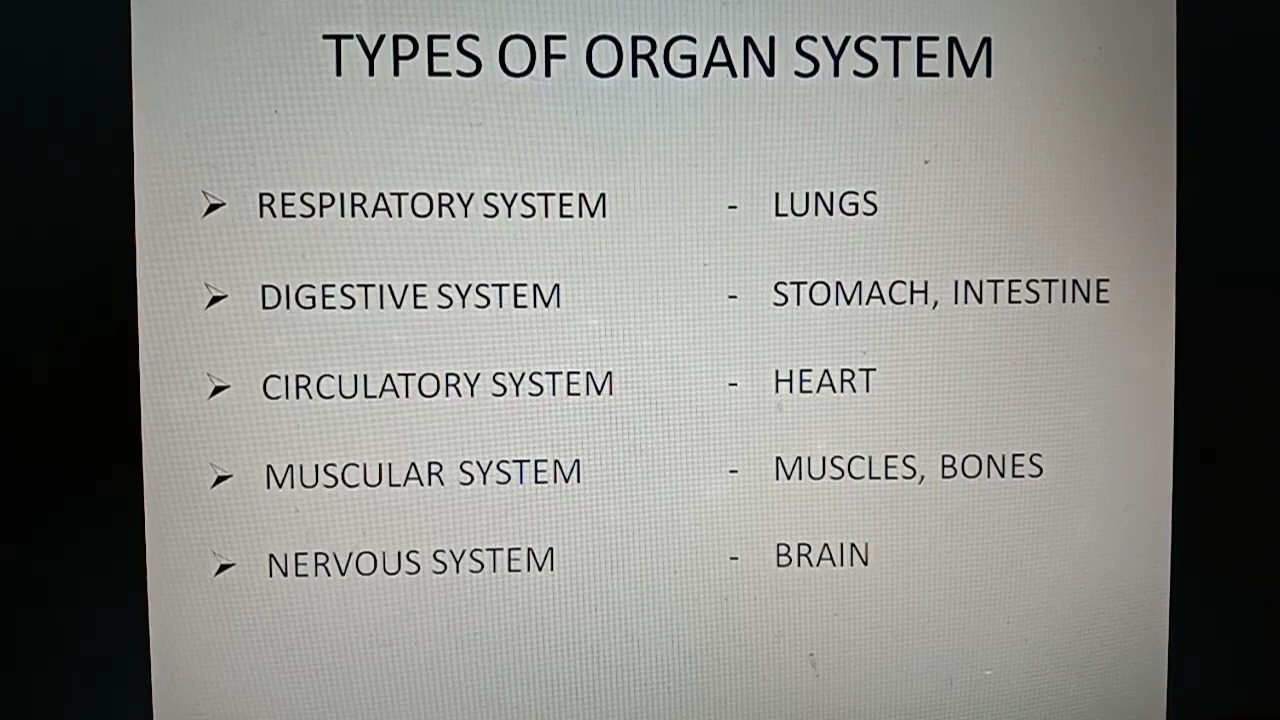 TYPES OF ORGAN SYSTEM
➢ RESPIRATORY SYSTEM - LUNGS
➢ DIGESTIVE SYSTEM - STOMACH, INTESTINE
➢ CIRCULATORY SYSTEM - HEART
➢ MUSCULAR SYSTEM - MUSCLES, BONES
➢ NERVOUS SYSTEM - BRAIN